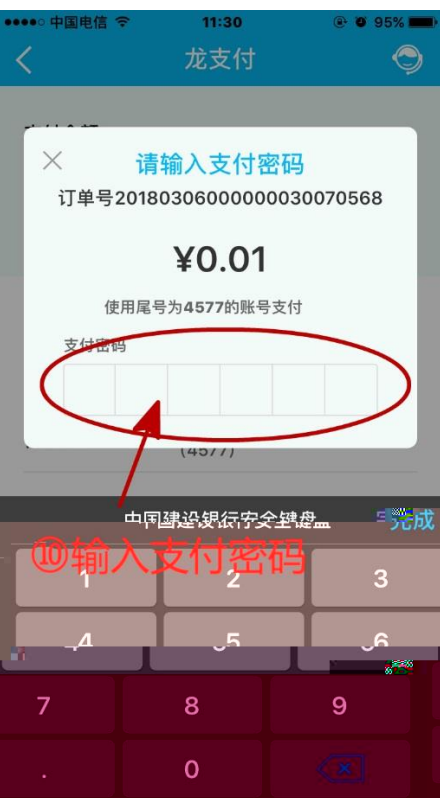 中国电信 11:30 95%
龙支付
请输入支付密码
订单号20180306000000030070568
¥0.01
使用尾号为4577的账号支付
支付密码
(4577)
中国建设银行安全键盘 完成
⑩输入支付密码
1 2 3
4 5 6
7 8 9
. 0